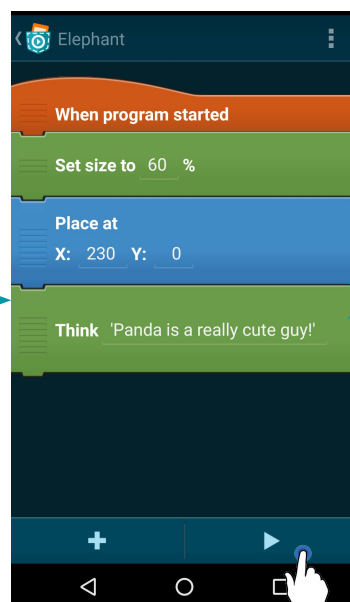 Elephant
When program started
Set size to 60 %
Place at
X: 230 Y: 0
Think 'Panda is a really cute guy!'